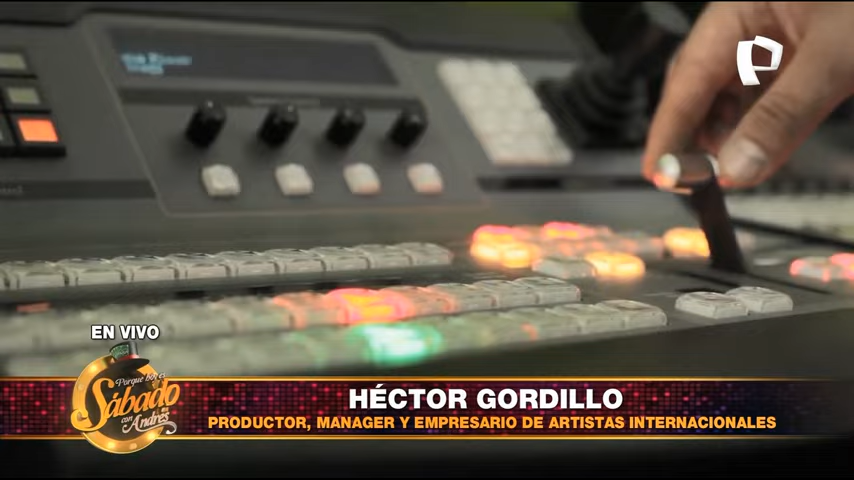 EN VIVO
Porque hoy es
Sábado
con Andrés
HÉCTOR GORDILLO
PRODUCTOR, MANAGER Y EMPRESARIO DE ARTISTAS INTERNACIONALES